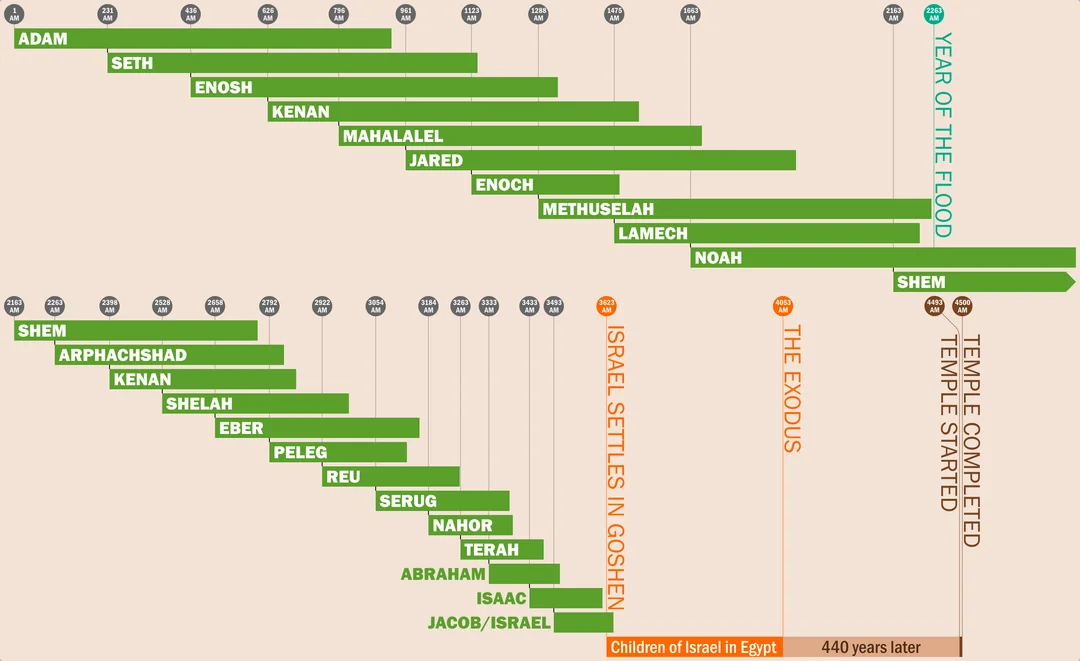 1 AM
231 AM
436 AM
626 AM
796 AM
961 AM
1123 AM
1288 AM
1475 AM
1663 AM
2163 AM
2263 AM
ADAM
SETH
ENOSH
KENAN
MAHALALEL
JARED
ENOCH
METHUSELAH
LAMECH
NOAH
SHEM
YEAR OF THE FLOOD
2163 AM
2263 AM
2398 AM
2528 AM
2658 AM
2792 AM
2922 AM
3054 AM
3184 AM
3263 AM
3333 AM
3433 AM
3493 AM
3623 AM
4053 AM
4493 AM
4500 AM
SHEM
ARPHACHSHAD
KENAN
SHELAH
EBER
PELEG
REU
SERUG
NAHOR
TERAH
ABRAHAM
ISAAC
JACOB/ISRAEL
ISRAEL SETTLES IN GOSHEN
THE EXODUS
TEMPLE STARTED
TEMPLE COMPLETED
Children of Israel in Egypt
440 years later